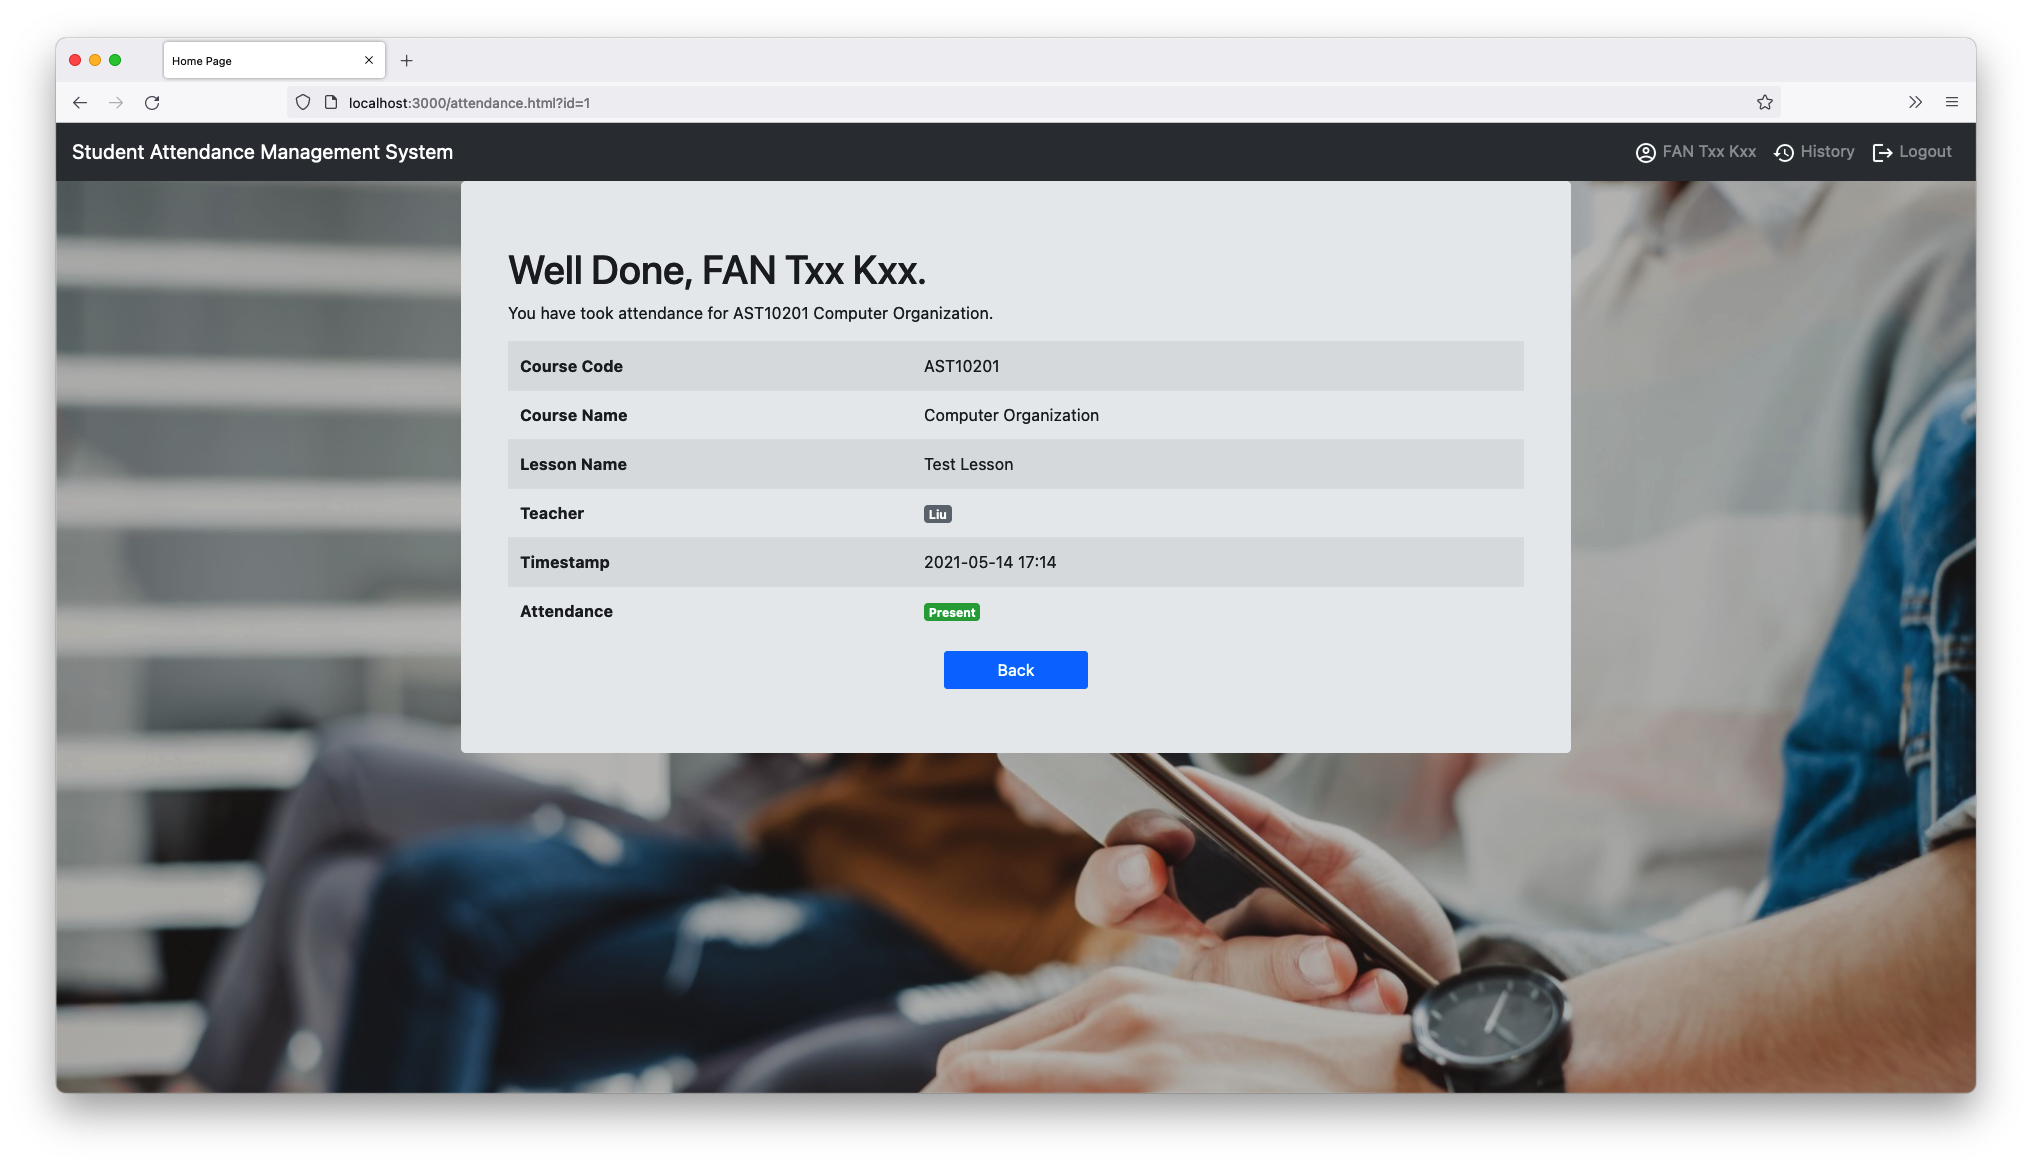 Home Page
localhost:3000/attendance.html?id=1
Student Attendance Management System
FAN Txx Kxx History Logout
Well Done, FAN Txx Kxx.
You have took attendance for AST10201 Computer Organization.
Course Code AST10201
Course Name Computer Organization
Lesson Name Test Lesson
Teacher Liu
Timestamp 2021-05-14 17:14
Attendance Present
Back